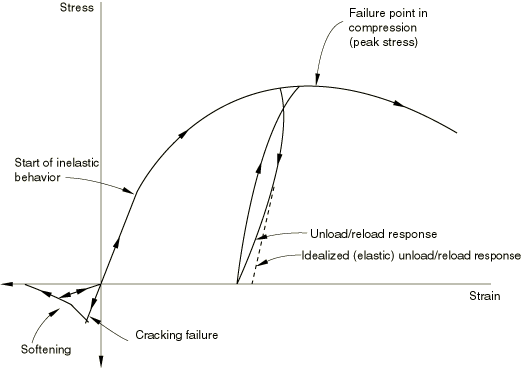 Stress
Failure point in
compression
(peak stress)
Start of inelastic
behavior
Unload/reload response
Idealized (elastic) unload/reload response
Strain
Cracking failure
Softening